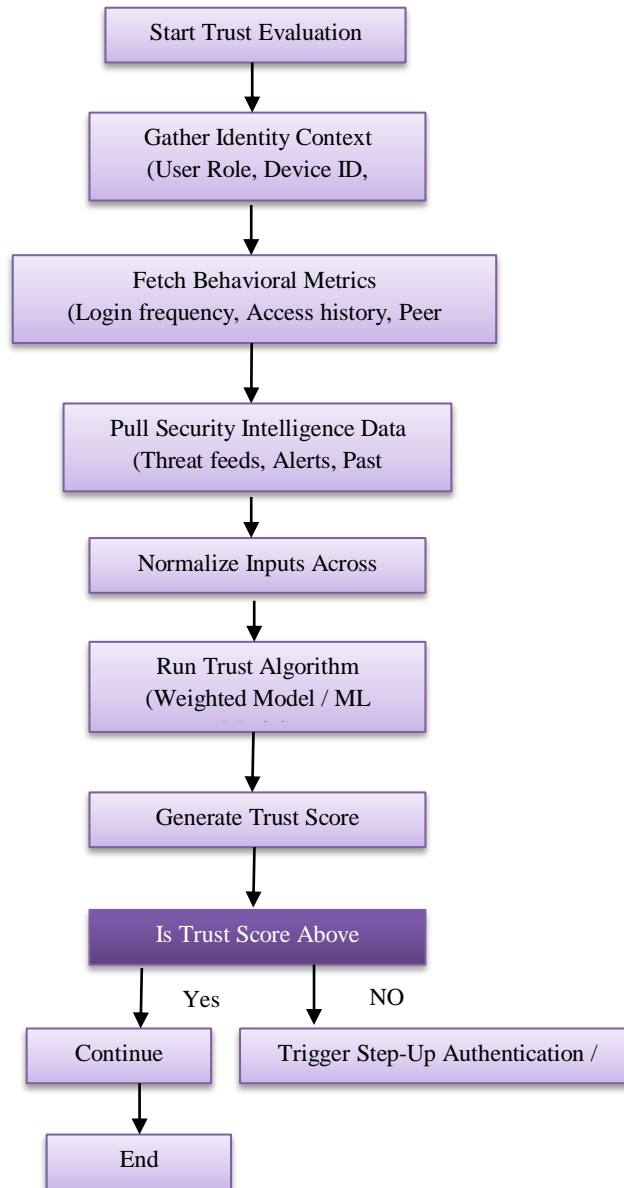 Start Trust Evaluation
Gather Identity Context
(User Role, Device ID,
Fetch Behavioral Metrics
(Login frequency, Access history, Peer
Pull Security Intelligence Data
(Threat feeds, Alerts, Past
Normalize Inputs Across
Run Trust Algorithm
(Weighted Model / ML
Generate Trust Score
Is Trust Score Above
Yes
NO
Continue
Trigger Step-Up Authentication /
End